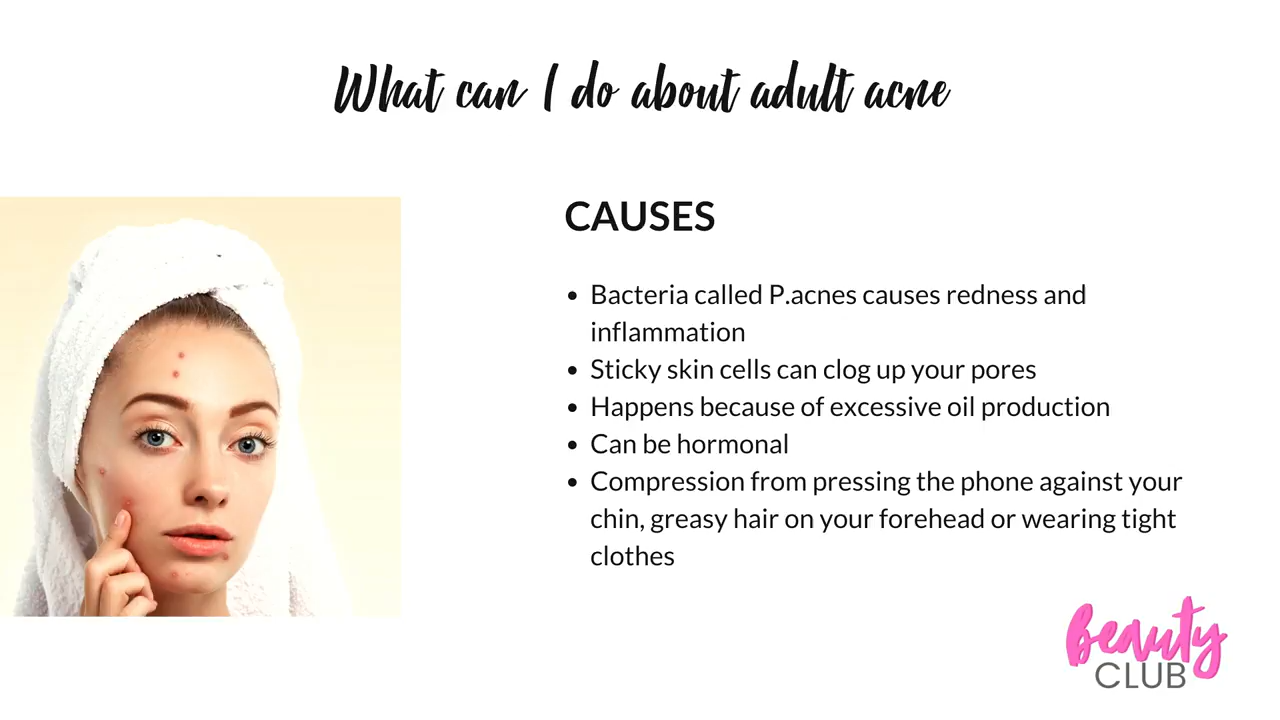 What can I do about adult acne
CAUSES
• Bacteria called P.acnes causes redness and
inflammation
• Sticky skin cells can clog up your pores
• Happens because of excessive oil production
• Can be hormonal
• Compression from pressing the phone against your
chin, greasy hair on your forehead or wearing tight
clothes
Beauty
CLUB